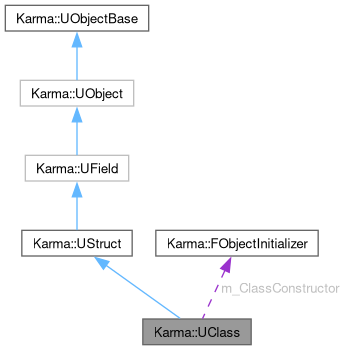 Karma::UObjectBase
Karma::UObject
Karma::UField
Karma::UStruct
Karma::FObjectInitializer
m_ClassConstructor
Karma::UClass